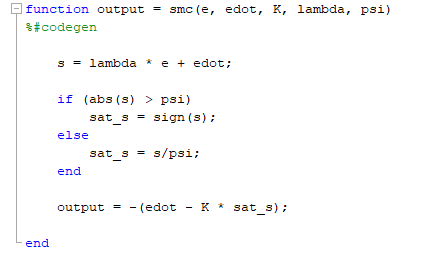 function output = smc(e, edot, K, lambda, psi)
%#codegen
s = lambda * e + edot;
if (abs(s) > psi)
sat_s = sign(s);
else
sat_s = s/psi;
end
output = -(edot - K * sat_s);
end